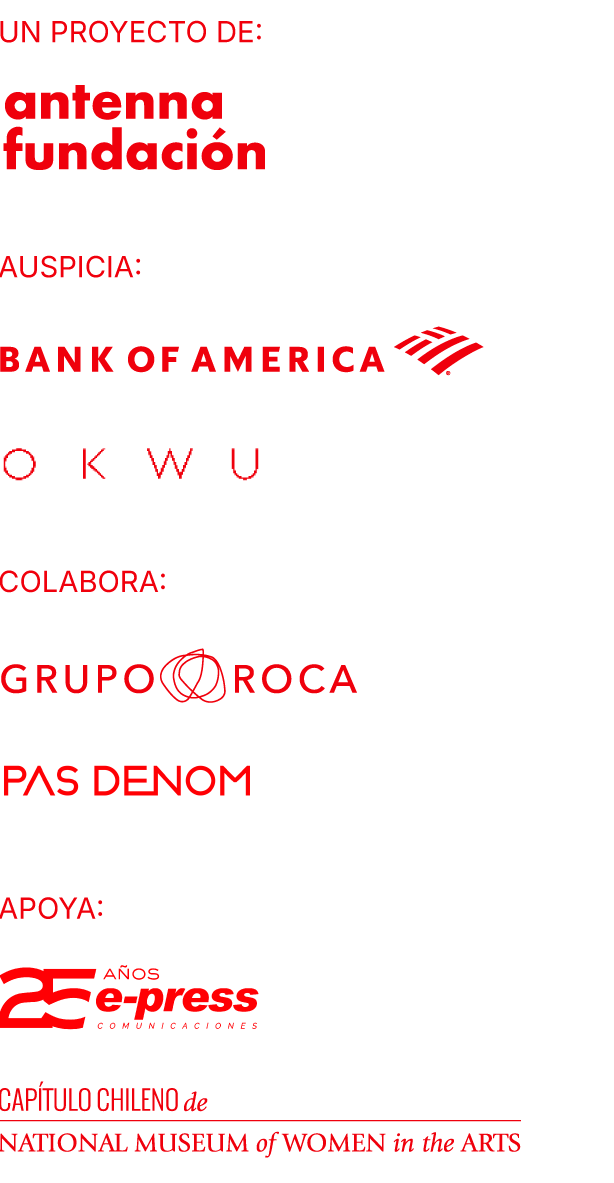 UN PROYECTO DE:
antenna
fundación
AUSPICIA:
BANK OF AMERICA
OKWU
COLABORA:
GRUPO ROCA
PAS DENOM
APOYA:
25 AÑOS
e-press
COMUNICACIONES
CAPÍTULO CHILENO de
NATIONAL MUSEUM of WOMEN in the ARTS